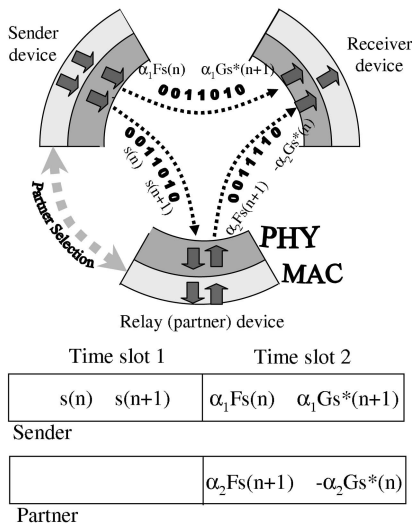 Sender
device
α₁Fs(n) α₁Gs*(n+1)
0011010
Receiver
device
0011010
s(n) s(n+1)
0011110
α₂Fs(n+1) -α₂Gs*(n)
Partner Selection
PHY
MAC
Relay (partner) device
Time slot 1 Time slot 2
s(n) s(n+1) α₁Fs(n) α₁Gs*(n+1)
Sender
α₂Fs(n+1) -α₂Gs*(n)
Partner